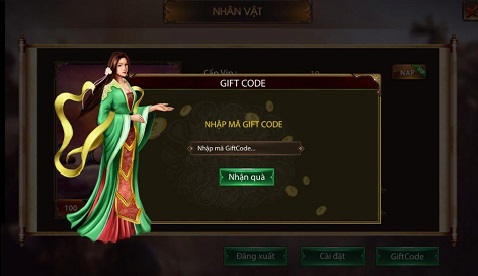 NHÂN VẬT
Cấp Vip: 10
NẠP
GIFT CODE
NHẬP MÃ GIFT CODE
Nhập mã GiftCode...
Nhận quà
100
Đăng xuất
Cài đặt
GiftCode